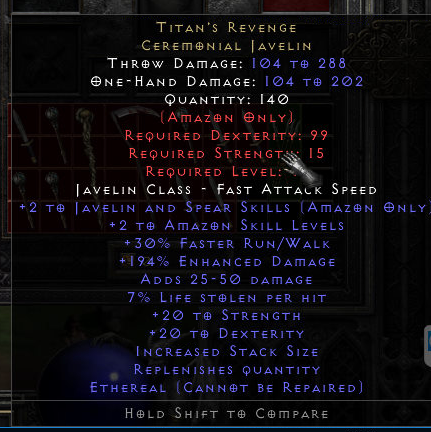 Titan's Revenge
Ceremonial Javelin
Throw Damage: 104 to 288
One-Hand Damage: 104 to 202
Quantity: 140
(Amazon Only)
Required Dexterity: 99
Required Strength: 15
Required Level:
Javelin Class - Fast Attack Speed
+2 to Javelin and Spear Skills (Amazon Only)
+2 to Amazon Skill Levels
+30% Faster Run/Walk
+194% Enhanced Damage
Adds 25-50 damage
7% Life stolen per hit
+20 to Strength
+20 to Dexterity
Increased Stack Size
Replenishes quantity
Ethereal (Cannot be Repaired)
Hold Shift to Compare